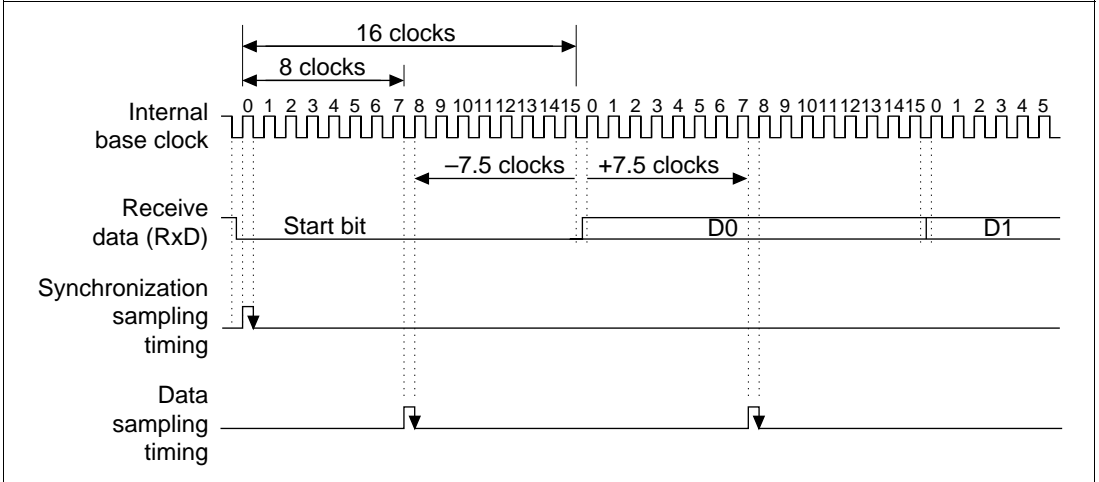 16 clocks
8 clocks
0 1 2 3 4 5 6 7 8 9 10 11 12 13 14 15 0 1 2 3 4 5 6 7 8 9 10 11 12 13 14 15 0 1 2 3 4 5
Internal
base clock
–7.5 clocks +7.5 clocks
Receive
data (RxD)
Start bit D0 D1
Synchronization
sampling
timing
Data
sampling
timing